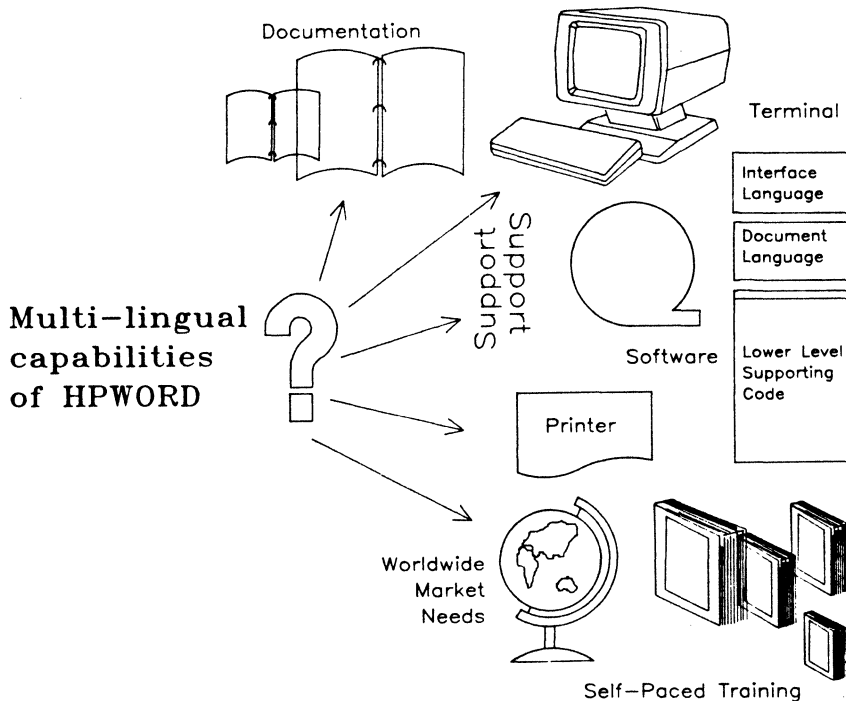 Documentation
Terminal
Interface
Language
Document
Language
Support
Support
Multi-lingual
capabilities
of HPWORD
?
Software
Lower Level
Supporting
Code
Printer
Worldwide
Market
Needs
Self-Paced Training